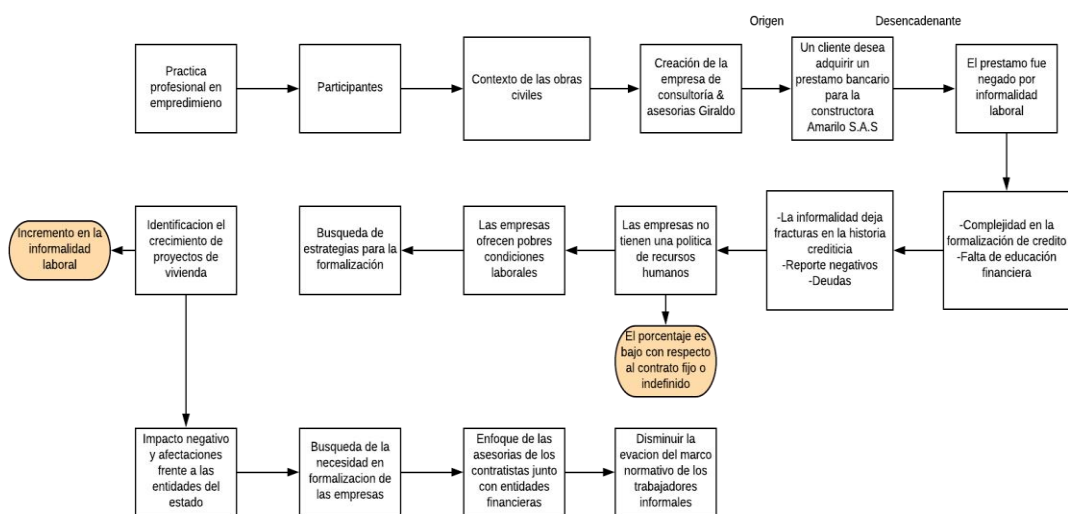 Origen
Desencadenante
Practica
profesional en
empredimieno
Participantes
Contexto de las obras
civiles
Creación de la
empresa de
consultoría &
asesorias Giraldo
Un cliente desea
adquirir un
prestamo bancario
para la
constructora
Amarilo S.A.S
El prestamo fue
negado por
informalidad
laboral
Incremento en la
informalidad
laboral
Identificacion el
crecimiento de
proyectos de
vivienda
Busqueda de
estrategias para la
formalización
Las empresas
ofrecen pobres
condiciones
laborales
Las empresas no
tienen una politica
de recursos
humanos
-La informalidad deja
fracturas en la historia
crediticia
-Reporte negativos
-Deudas
-Complejidad en la
formalización de credito
-Falta de educación
financiera
El porcentaje es
bajo con respecto
al contrato fijo o
indefinido
Impacto negativo
y afectaciones
frente a las
entidades del
estado
Busqueda de la
necesidad en
formalizacion de
las empresas
Enfoque de las
asesorias de los
contratistas junto
con entidades
financieras
Disminuir la
evacion del marco
normativo de los
trabajadores
informales